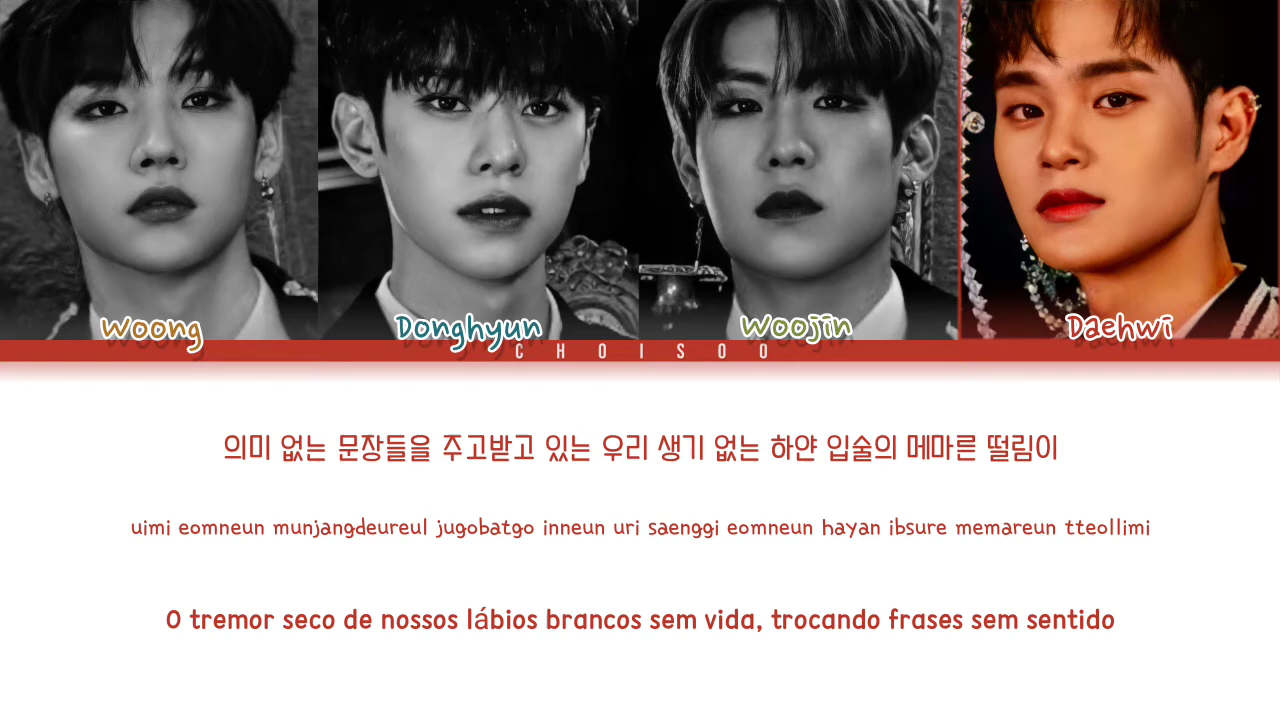 Woong Donghyun Woojin Daehwi
CHOISOO
의미 없는 문장들을 주고받고 있는 우리 생기 없는 하얀 입술의 메마른 떨림이
uimi eomneun munjangdeureul jugobatgo inneun uri saenggi eomneun hayan ibsure memareun tteollimi
O tremor seco de nossos lábios brancos sem vida, trocando frases sem sentido